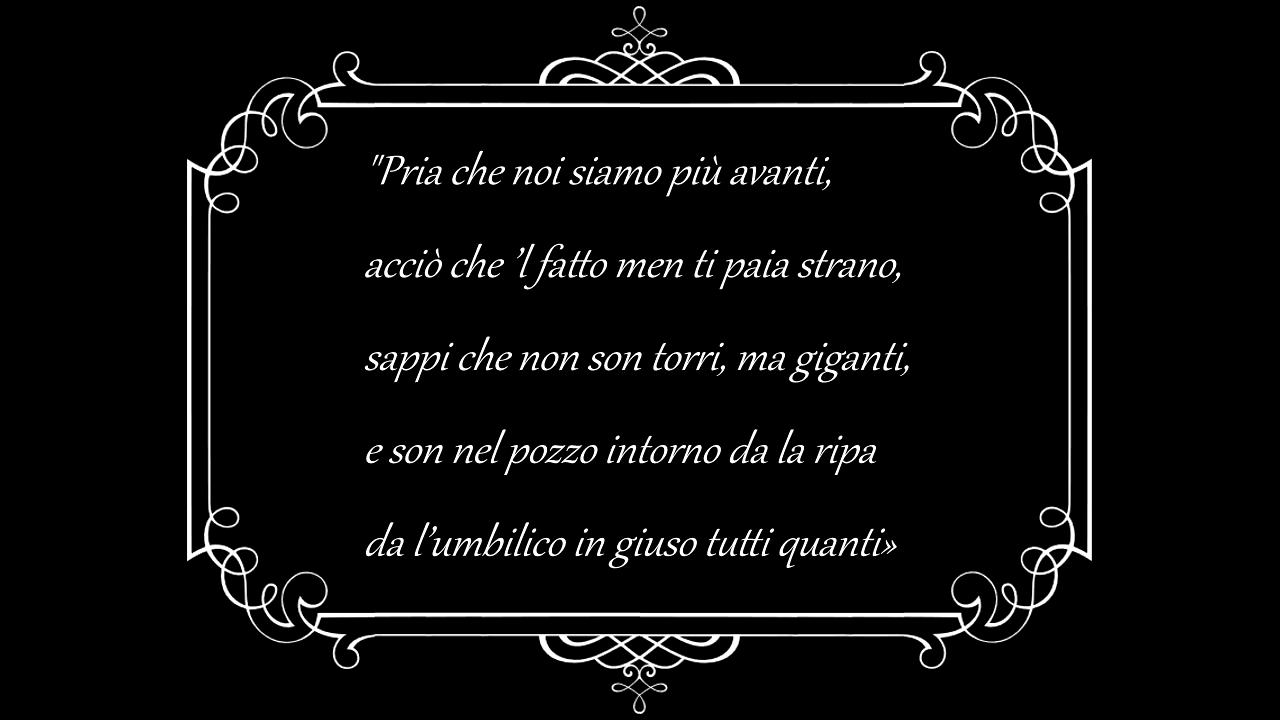 "Pria che noi siamo più avanti,
acciò che ’l fatto men ti paia strano,
sappi che non son torri, ma giganti,
e son nel pozzo intorno da la ripa
da l’umbilico in giuso tutti quanti»